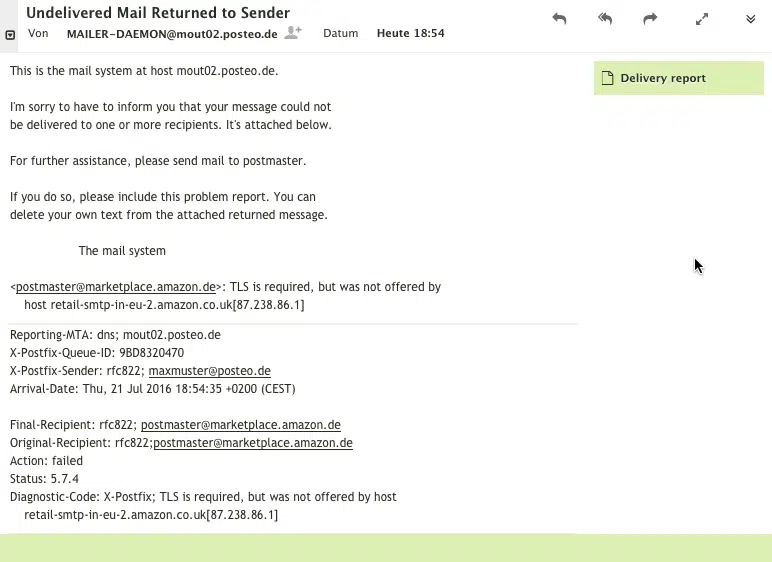 Undelivered Mail Returned to Sender
Von MAILER-DAEMON@mout02.posteo.de Datum Heute 18:54
Delivery report
This is the mail system at host mout02.posteo.de.
I'm sorry to have to inform you that your message could not
be delivered to one or more recipients. It's attached below.
For further assistance, please send mail to postmaster.
If you do so, please include this problem report. You can
delete your own text from the attached returned message.
The mail system
<postmaster@marketplace.amazon.de>: TLS is required, but was not offered by
host retail-smtp-in-eu-2.amazon.co.uk[87.238.86.1]
Reporting-MTA: dns; mout02.posteo.de
X-Postfix-Queue-ID: 9BD8320470
X-Postfix-Sender: rfc822; maxmuster@posteo.de
Arrival-Date: Thu, 21 Jul 2016 18:54:35 +0200 (CEST)
Final-Recipient: rfc822; postmaster@marketplace.amazon.de
Original-Recipient: rfc822;postmaster@marketplace.amazon.de
Action: failed
Status: 5.7.4
Diagnostic-Code: X-Postfix; TLS is required, but was not offered by host
retail-smtp-in-eu-2.amazon.co.uk[87.238.86.1]